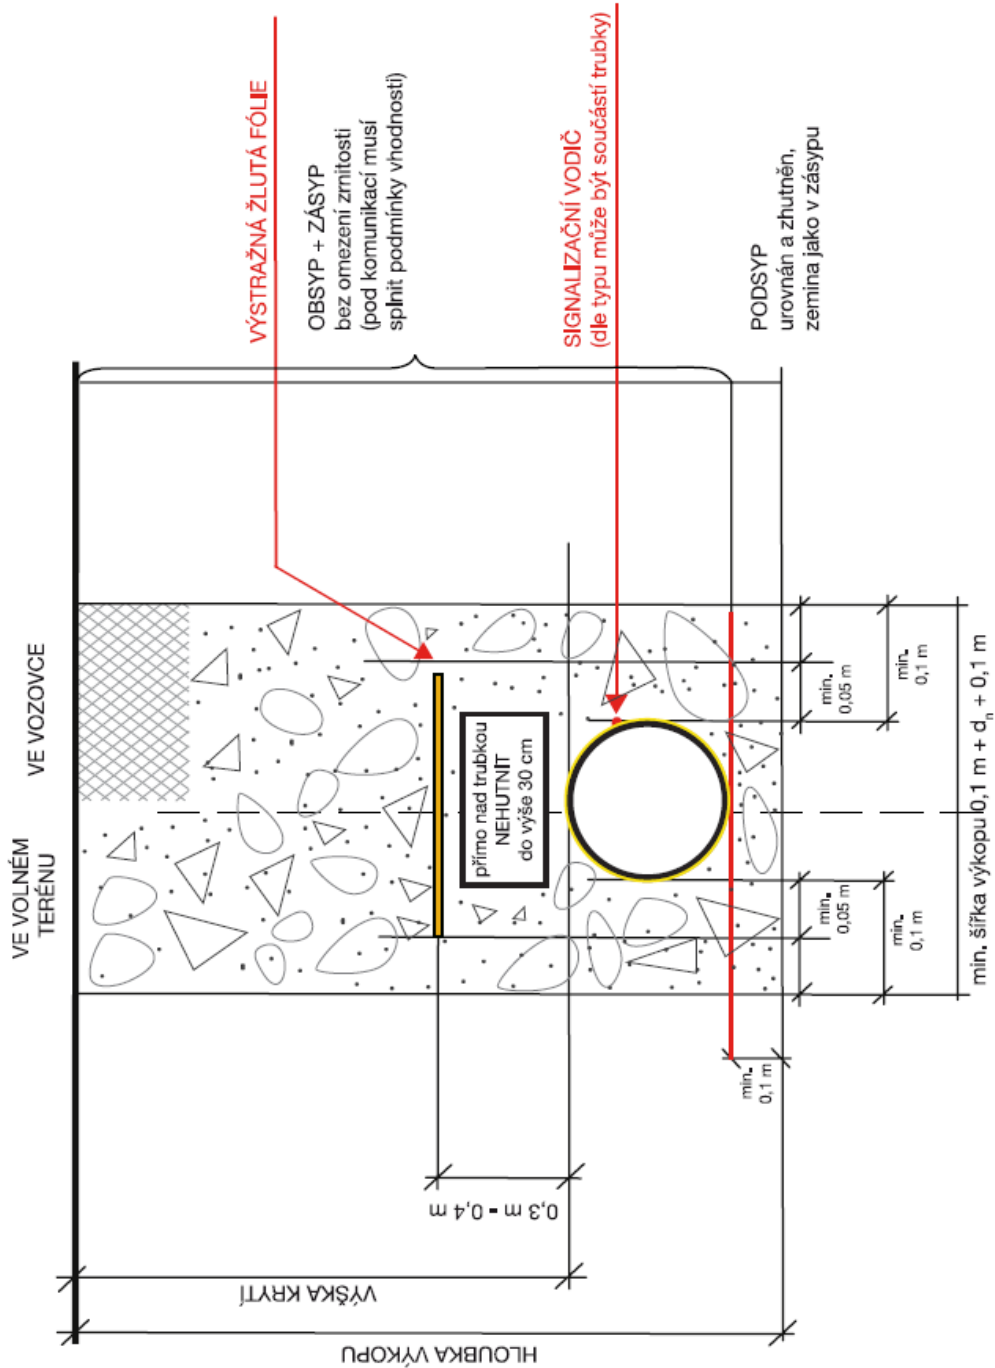 VE VOLNÉM
TERÉNU
VE VOZOVCE
VÝSTRAŽNÁ ŽLUTÁ FÓLIE
OBSYP + ZÁSYP
bez omezení zrnitosti
(pod komunikací musí
splnit podmínky vhodnosti)
SIGNALIZAČNÍ VODIČ
(dle typu může být součástí trubky)
PODSYP
urovnán a zhutněn,
zemina jako v zásypu
přímo nad trubkou
NEHUTNIT
do výše 30 cm
min.
0,05 m
min.
0,05 m
min.
0,1 m
min.
0,1 m
min. šířka výkopu 0,1 m + dn + 0,1 m
min.
0,1 m
0,3 m - 0,4 m
VÝŠKA KRYTÍ
HLOUBKA VÝKOPU